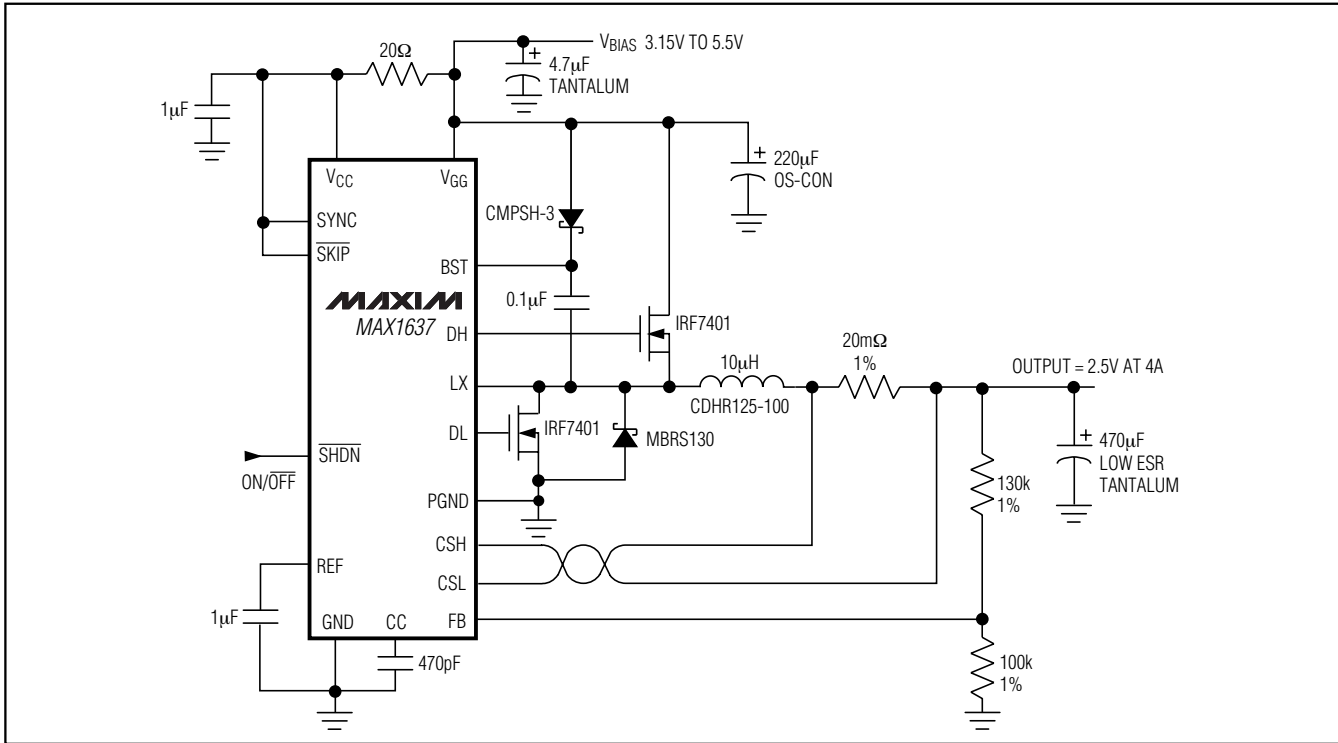 VBIAS 3.15V TO 5.5V
20Ω
4.7µF
TANTALUM
1µF
220µF
OS-CON
VCC
VGG
SYNC
SKIP
CMPSH-3
BST
0.1µF
MAXIM
MAX1637
DH
IRF7401
LX
10µH
CDHR125-100
20mΩ
1%
OUTPUT = 2.5V AT 4A
DL
IRF7401
MBRS130
SHDN
ON/OFF
470µF
LOW ESR
TANTALUM
130k
1%
PGND
CSH
CSL
REF
1µF
GND
CC
FB
470pF
100k
1%